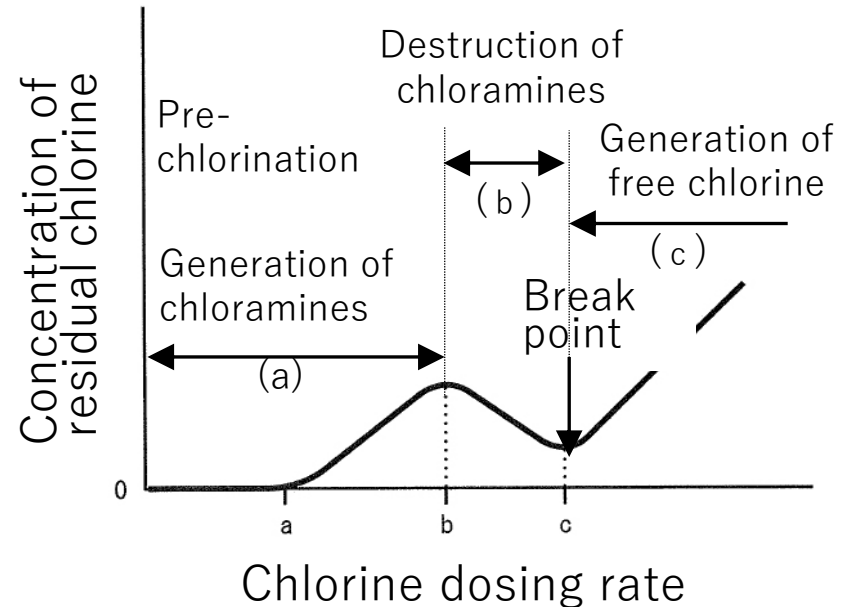 Concentration of
residual chlorine
Pre-
chlorination
Destruction of
chloramines
(b)
Generation of
free chlorine
(c)
Generation of
chloramines
(a)
Break
point
0
a
b
c
Chlorine dosing rate